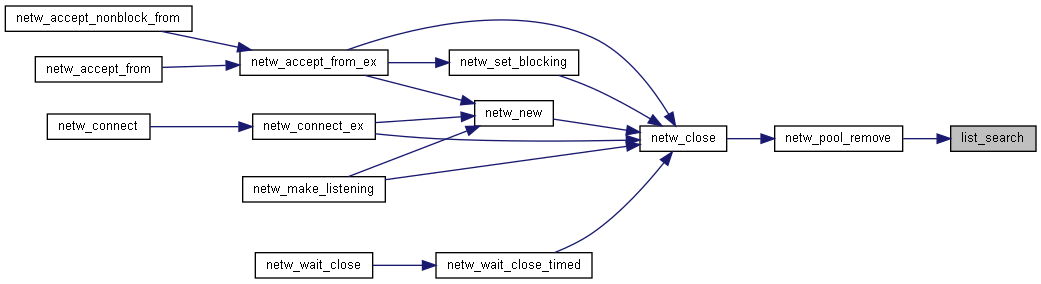 netw_accept_nonblock_from
netw_accept_from_ex
netw_set_blocking
netw_accept_from
netw_new
netw_connect
netw_connect_ex
netw_close
netw_pool_remove
list_search
netw_make_listening
netw_wait_close
netw_wait_close_timed